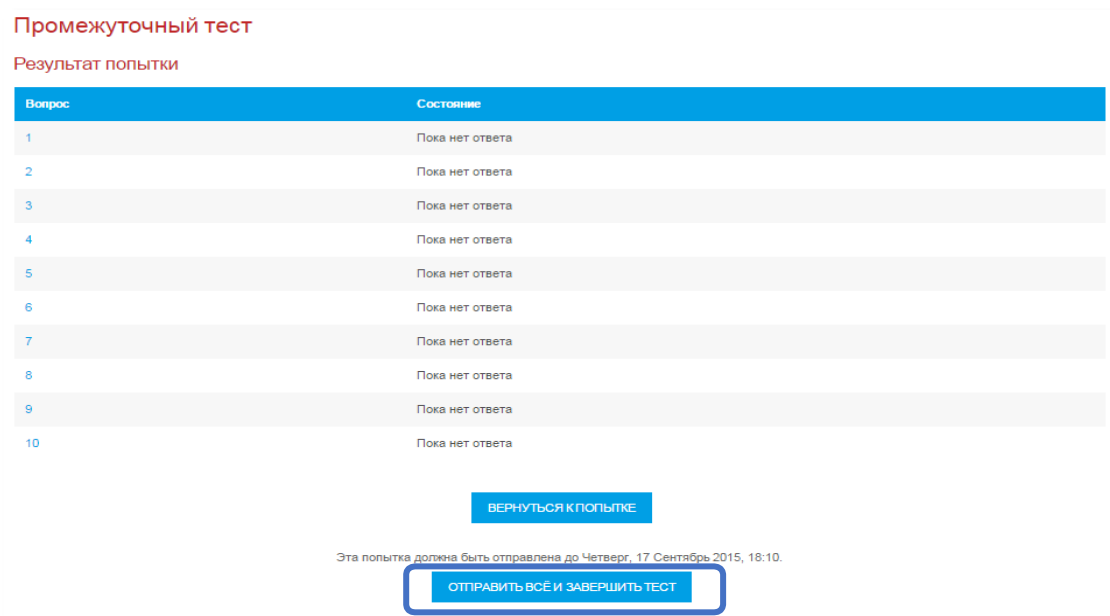 Промежуточный тест
Результат попытки
Вопрос Состояние
1 Пока нет ответа
2 Пока нет ответа
3 Пока нет ответа
4 Пока нет ответа
5 Пока нет ответа
6 Пока нет ответа
7 Пока нет ответа
8 Пока нет ответа
9 Пока нет ответа
10 Пока нет ответа
ВЕРНУТЬСЯ К ПОПЫТКЕ
Эта попытка должна быть отправлена до Четверг, 17 Сентябрь 2015, 18:10.
ОТПРАВИТЬ ВСЁ И ЗАВЕРШИТЬ ТЕСТ